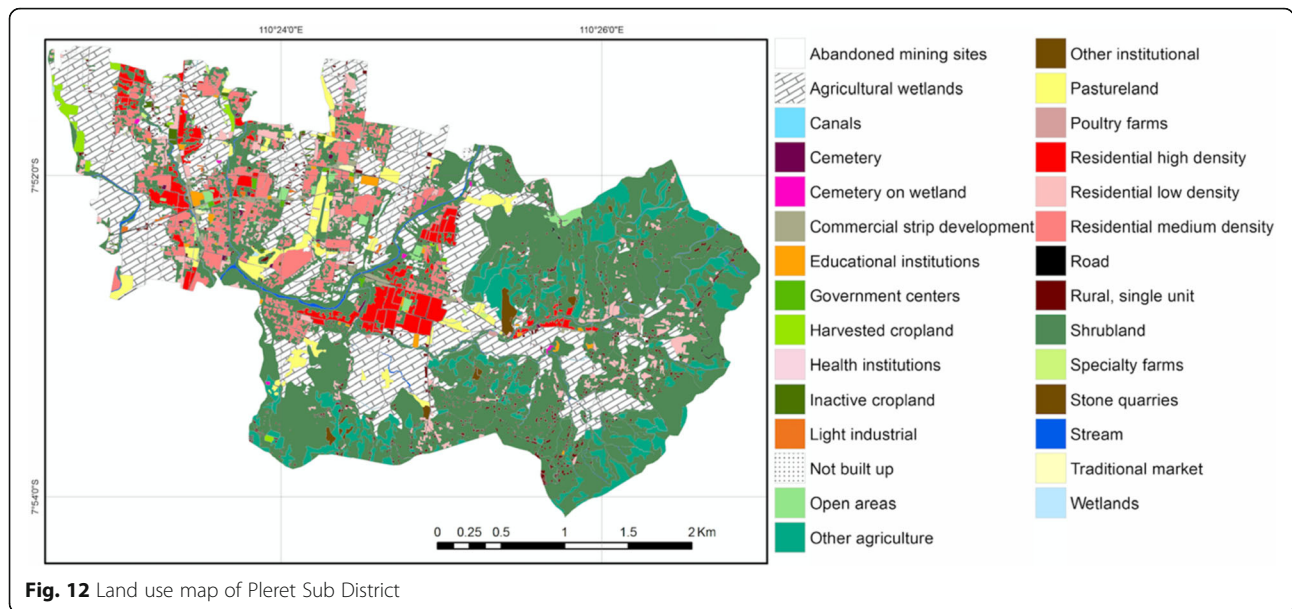 110°24'0"E
110°26'0"E
7°52'0"S
7°54'0"S
0 0.25 0.5 1 1.5 2 Km
Abandoned mining sites
Agricultural wetlands
Canals
Cemetery
Cemetery on wetland
Commercial strip development
Educational institutions
Government centers
Harvested cropland
Health institutions
Inactive cropland
Light industrial
Not built up
Open areas
Other agriculture
Other institutional
Pastureland
Poultry farms
Residential high density
Residential low density
Residential medium density
Road
Rural, single unit
Shrubland
Specialty farms
Stone quarries
Stream
Traditional market
Wetlands
Fig. 12 Land use map of Pleret Sub District